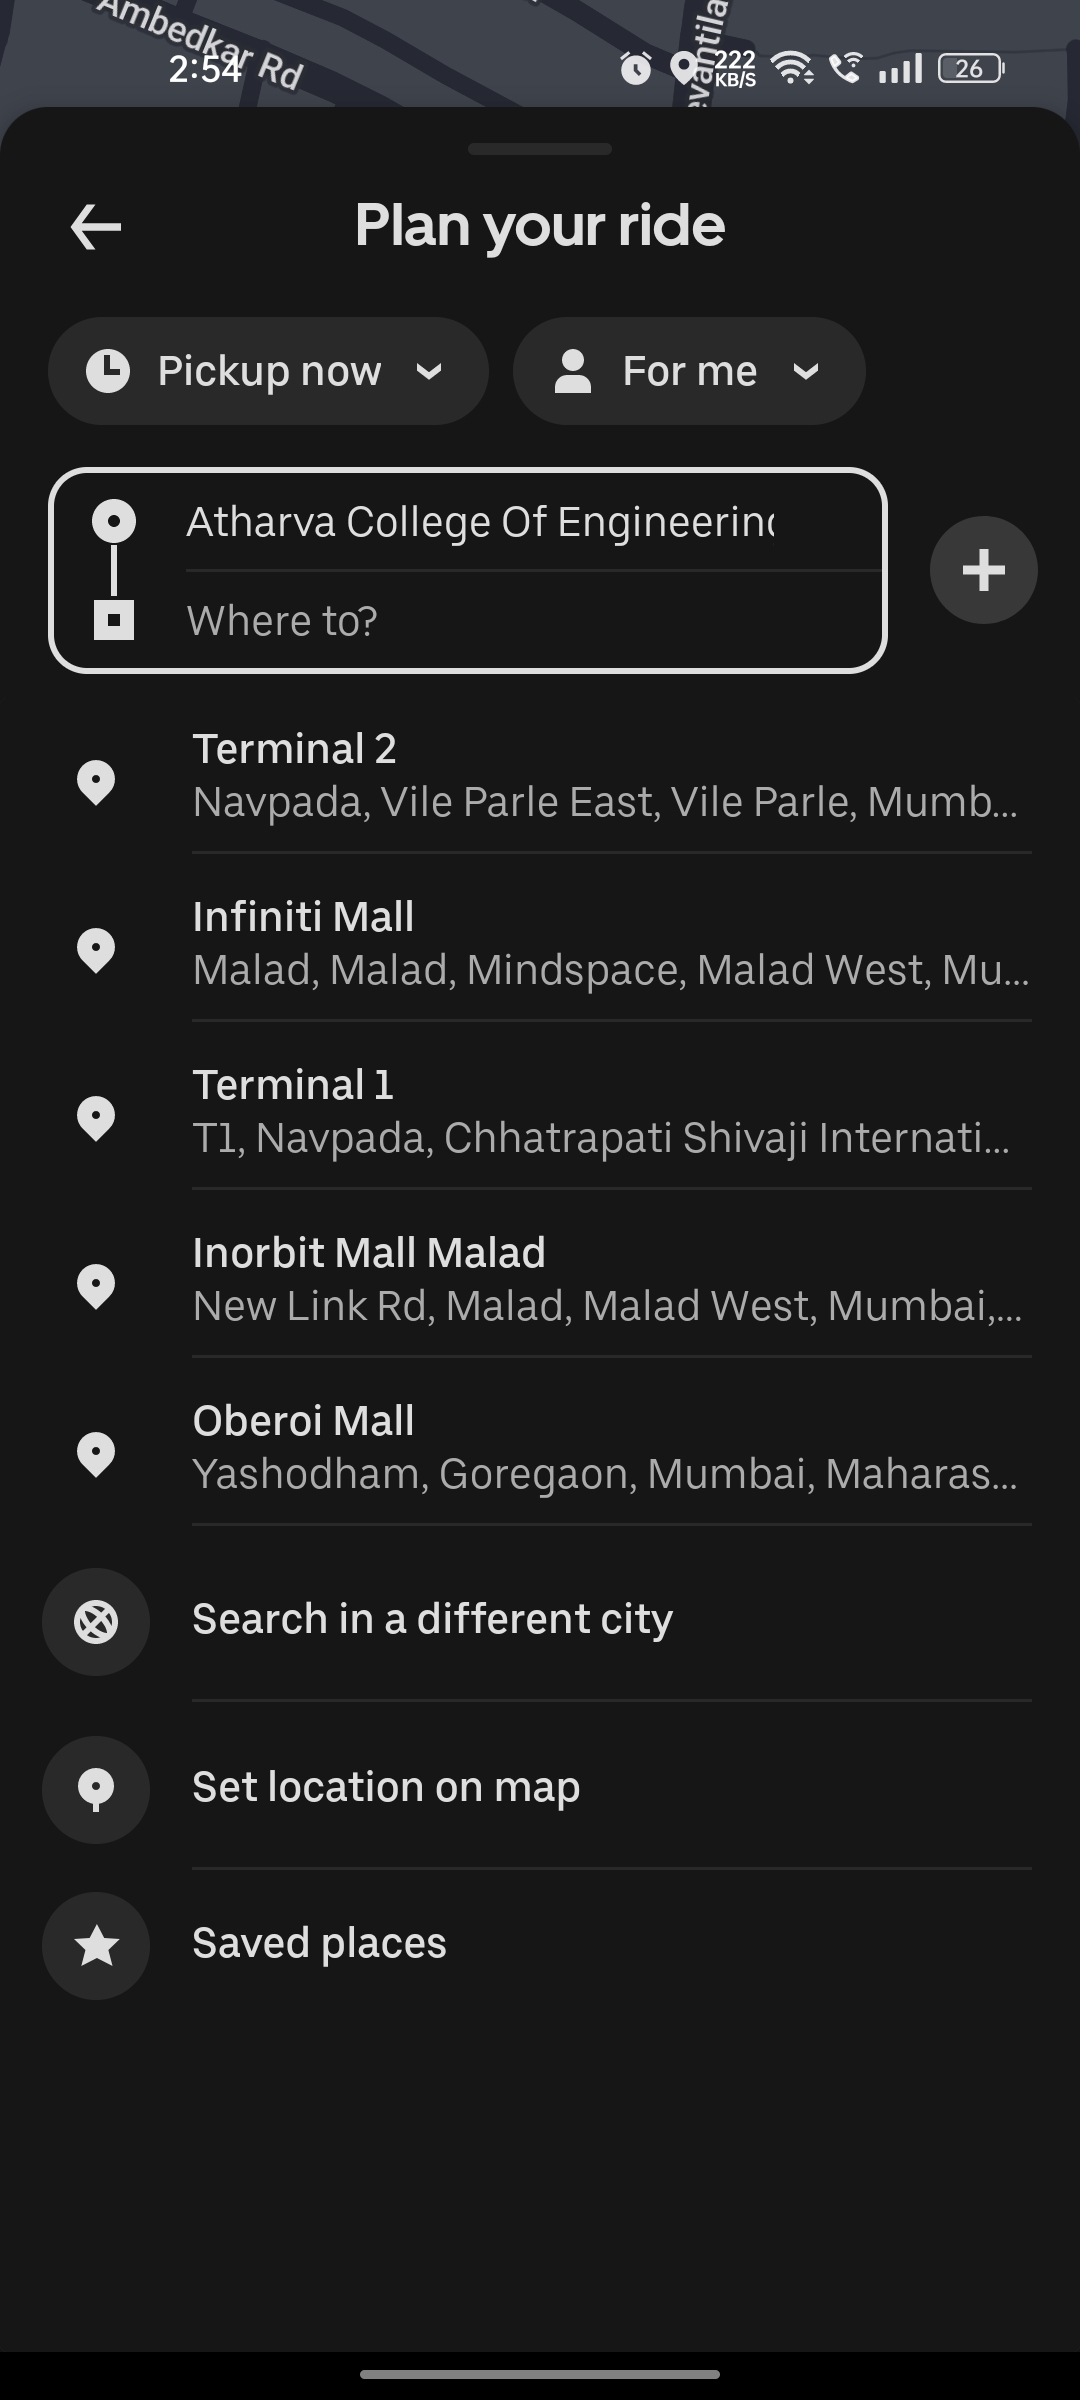 Ambedkar Rd
evantila
2:54
222
KB/S
26
Plan your ride
Pickup now
For me
Atharva College Of Engineering
Where to?
Terminal 2
Navpada, Vile Parle East, Vile Parle, Mumb...
Infiniti Mall
Malad, Malad, Mindspace, Malad West, Mu...
Terminal 1
T1, Navpada, Chhatrapati Shivaji Internati...
Inorbit Mall Malad
New Link Rd, Malad, Malad West, Mumbai,...
Oberoi Mall
Yashodham, Goregaon, Mumbai, Maharas...
Search in a different city
Set location on map
Saved places